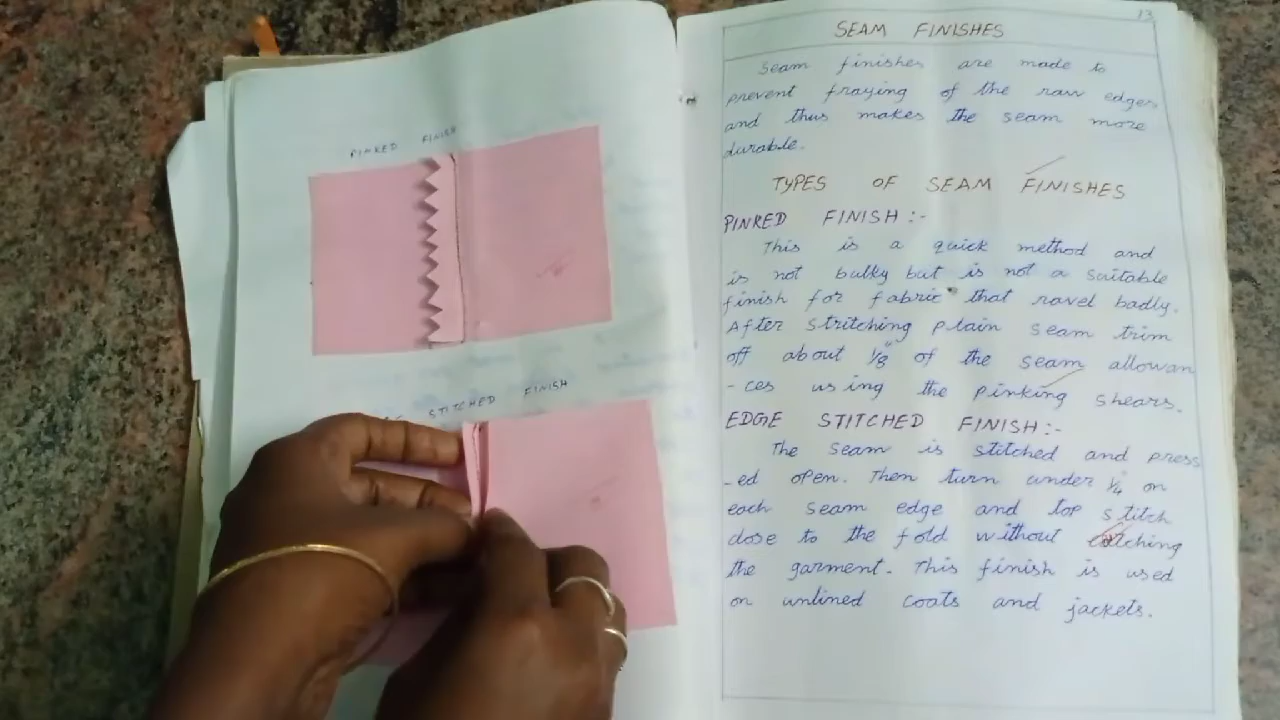 PINKED FINISH
STITCHED FINISH
13
SEAM FINISHES
Seam finishes are made to
prevent fraying of the raw edges
and thus makes the seam more
durable.
TYPES OF SEAM FINISHES
PINKED FINISH :-
This is a quick method and
is not bulky but is not a suitable
finish for fabric that ravel badly.
After stritching plain seam trim
off about 1/8" of the seam allowan
-ces using the pinking shears.
EDGE STITCHED FINISH:-
The seam is stitched and press
-ed open. Then turn under 1/4 on
each seam edge and top stitch
close to the fold without catching
the garment. This finish is used
on unlined coats and jackets.